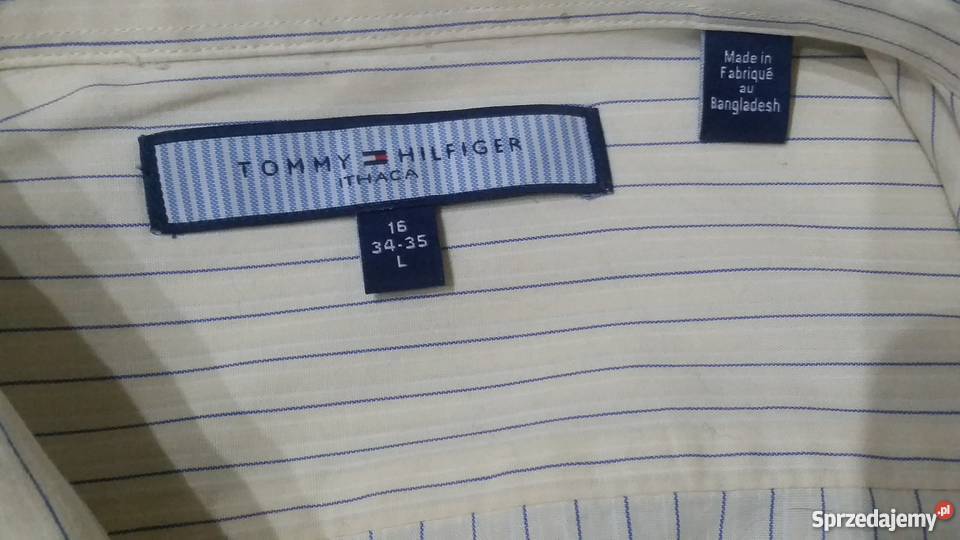 TOMMY HILFIGER
ITHACA
16
34-35
L
Made in
Fabriqué
au
Bangladesh
Sprzedajemy.pl